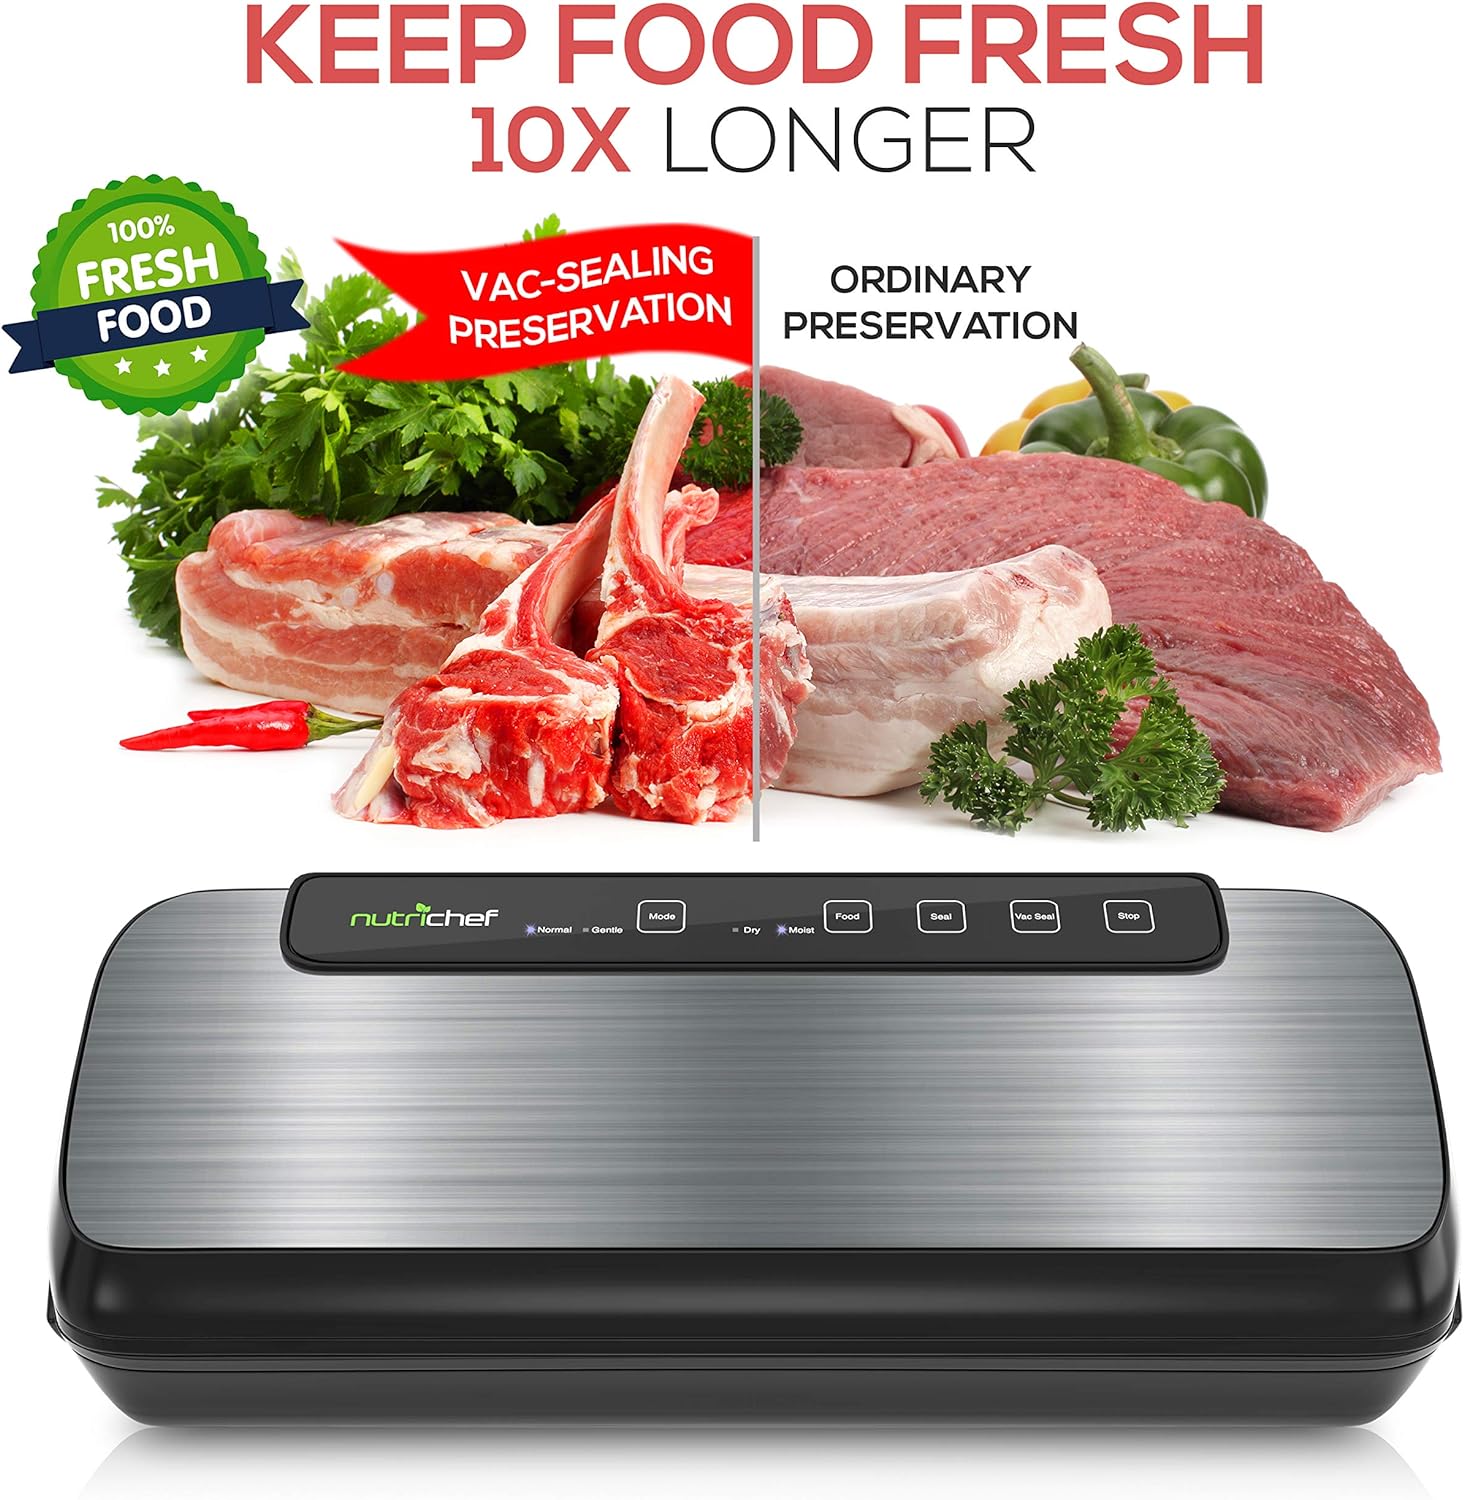 KEEP FOOD FRESH
10X LONGER
100%
FRESH
FOOD
VAC-SEALING
PRESERVATION
ORDINARY
PRESERVATION
nutrichef
Normal
Gentle
Mode
Dry
Moist
Food
Seal
Vac Seal
Stop